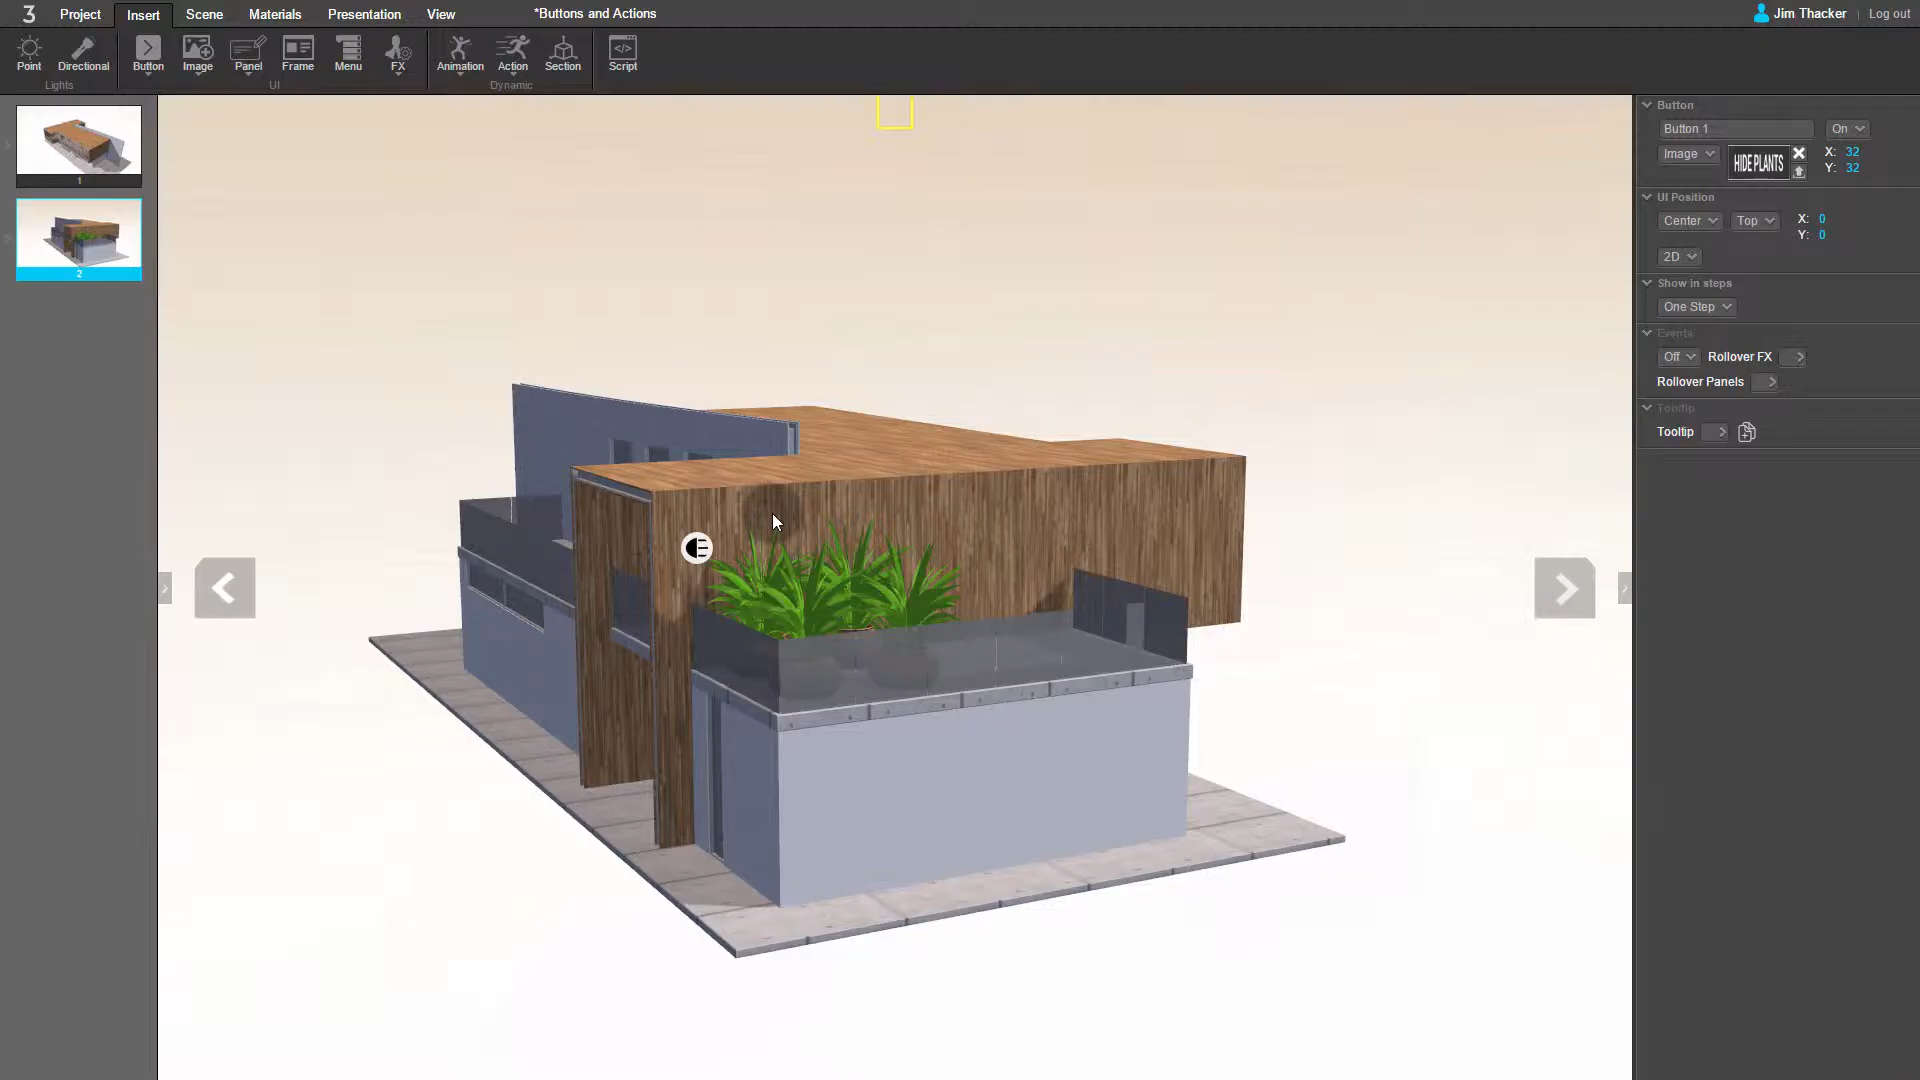 3 Project Insert Scene Materials Presentation View *Buttons and Actions Jim Thacker | Log out
Point Directional Button Image Panel Frame Menu FX Animation Action Section Script
Lights UI Dynamic
1
2
Button
Button 1 On
Image HIDE PLANTS X: 32
Y: 32
UI Position
Center Top X: 0
Y: 0
2D
Show in steps
One Step
Events
Off Rollover FX
Rollover Panels
Tooltip
Tooltip